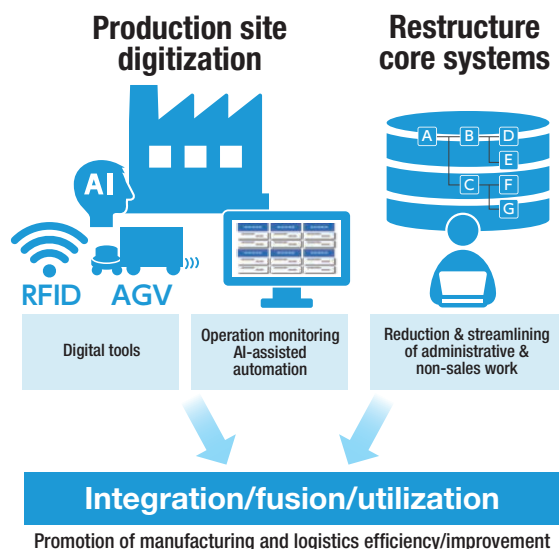 Production site
digitization
Restructure
core systems
AI
RFID
AGV
A
B
D
E
C
F
G
Digital tools
Operation monitoring
AI-assisted
automation
Reduction & streamlining
of administrative &
non-sales work
Integration/fusion/utilization
Promotion of manufacturing and logistics efficiency/improvement